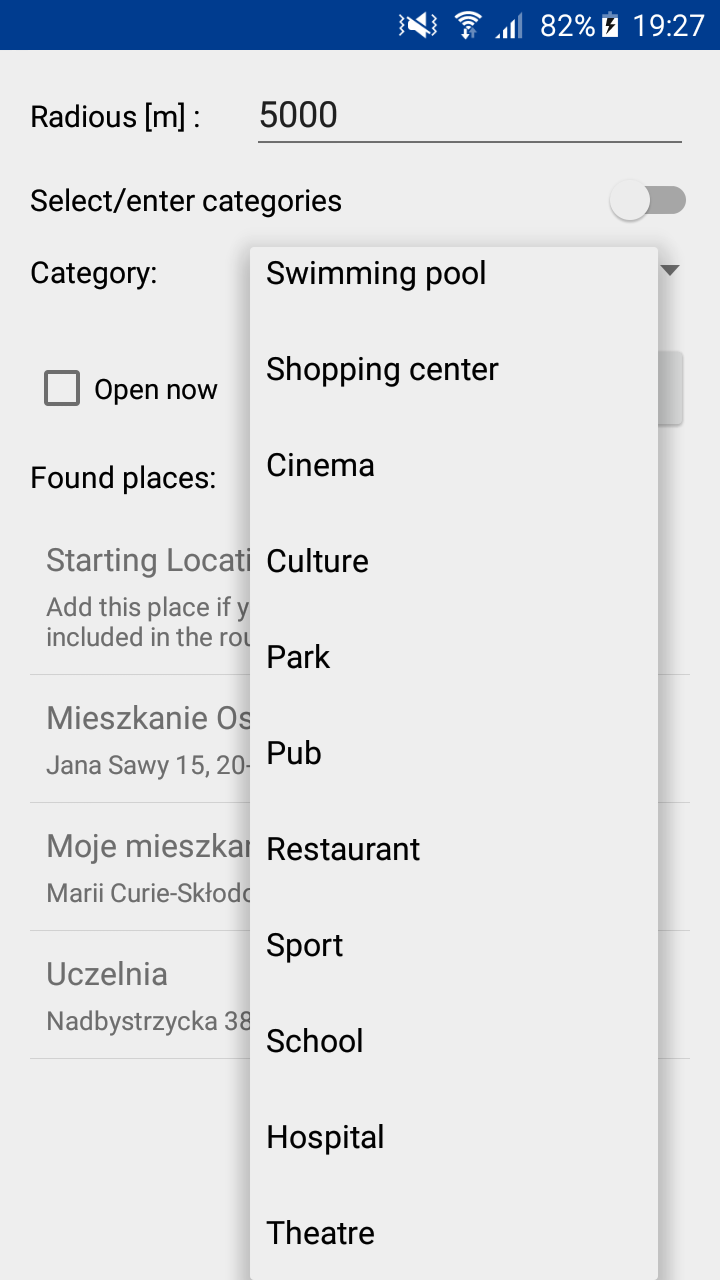 82% 19:27
Radious [m] : 5000
Select/enter categories
Category:
Swimming pool
Shopping center
Open now
Cinema
Found places:
Starting Locati
Culture
Add this place if y
included in the rou
Park
Mieszkanie Os
Pub
Jana Sawy 15, 20-
Moje mieszkan
Restaurant
Marii Curie-Skłodo
Sport
Uczelnia
Nadbystrzycka 38
School
Hospital
Theatre